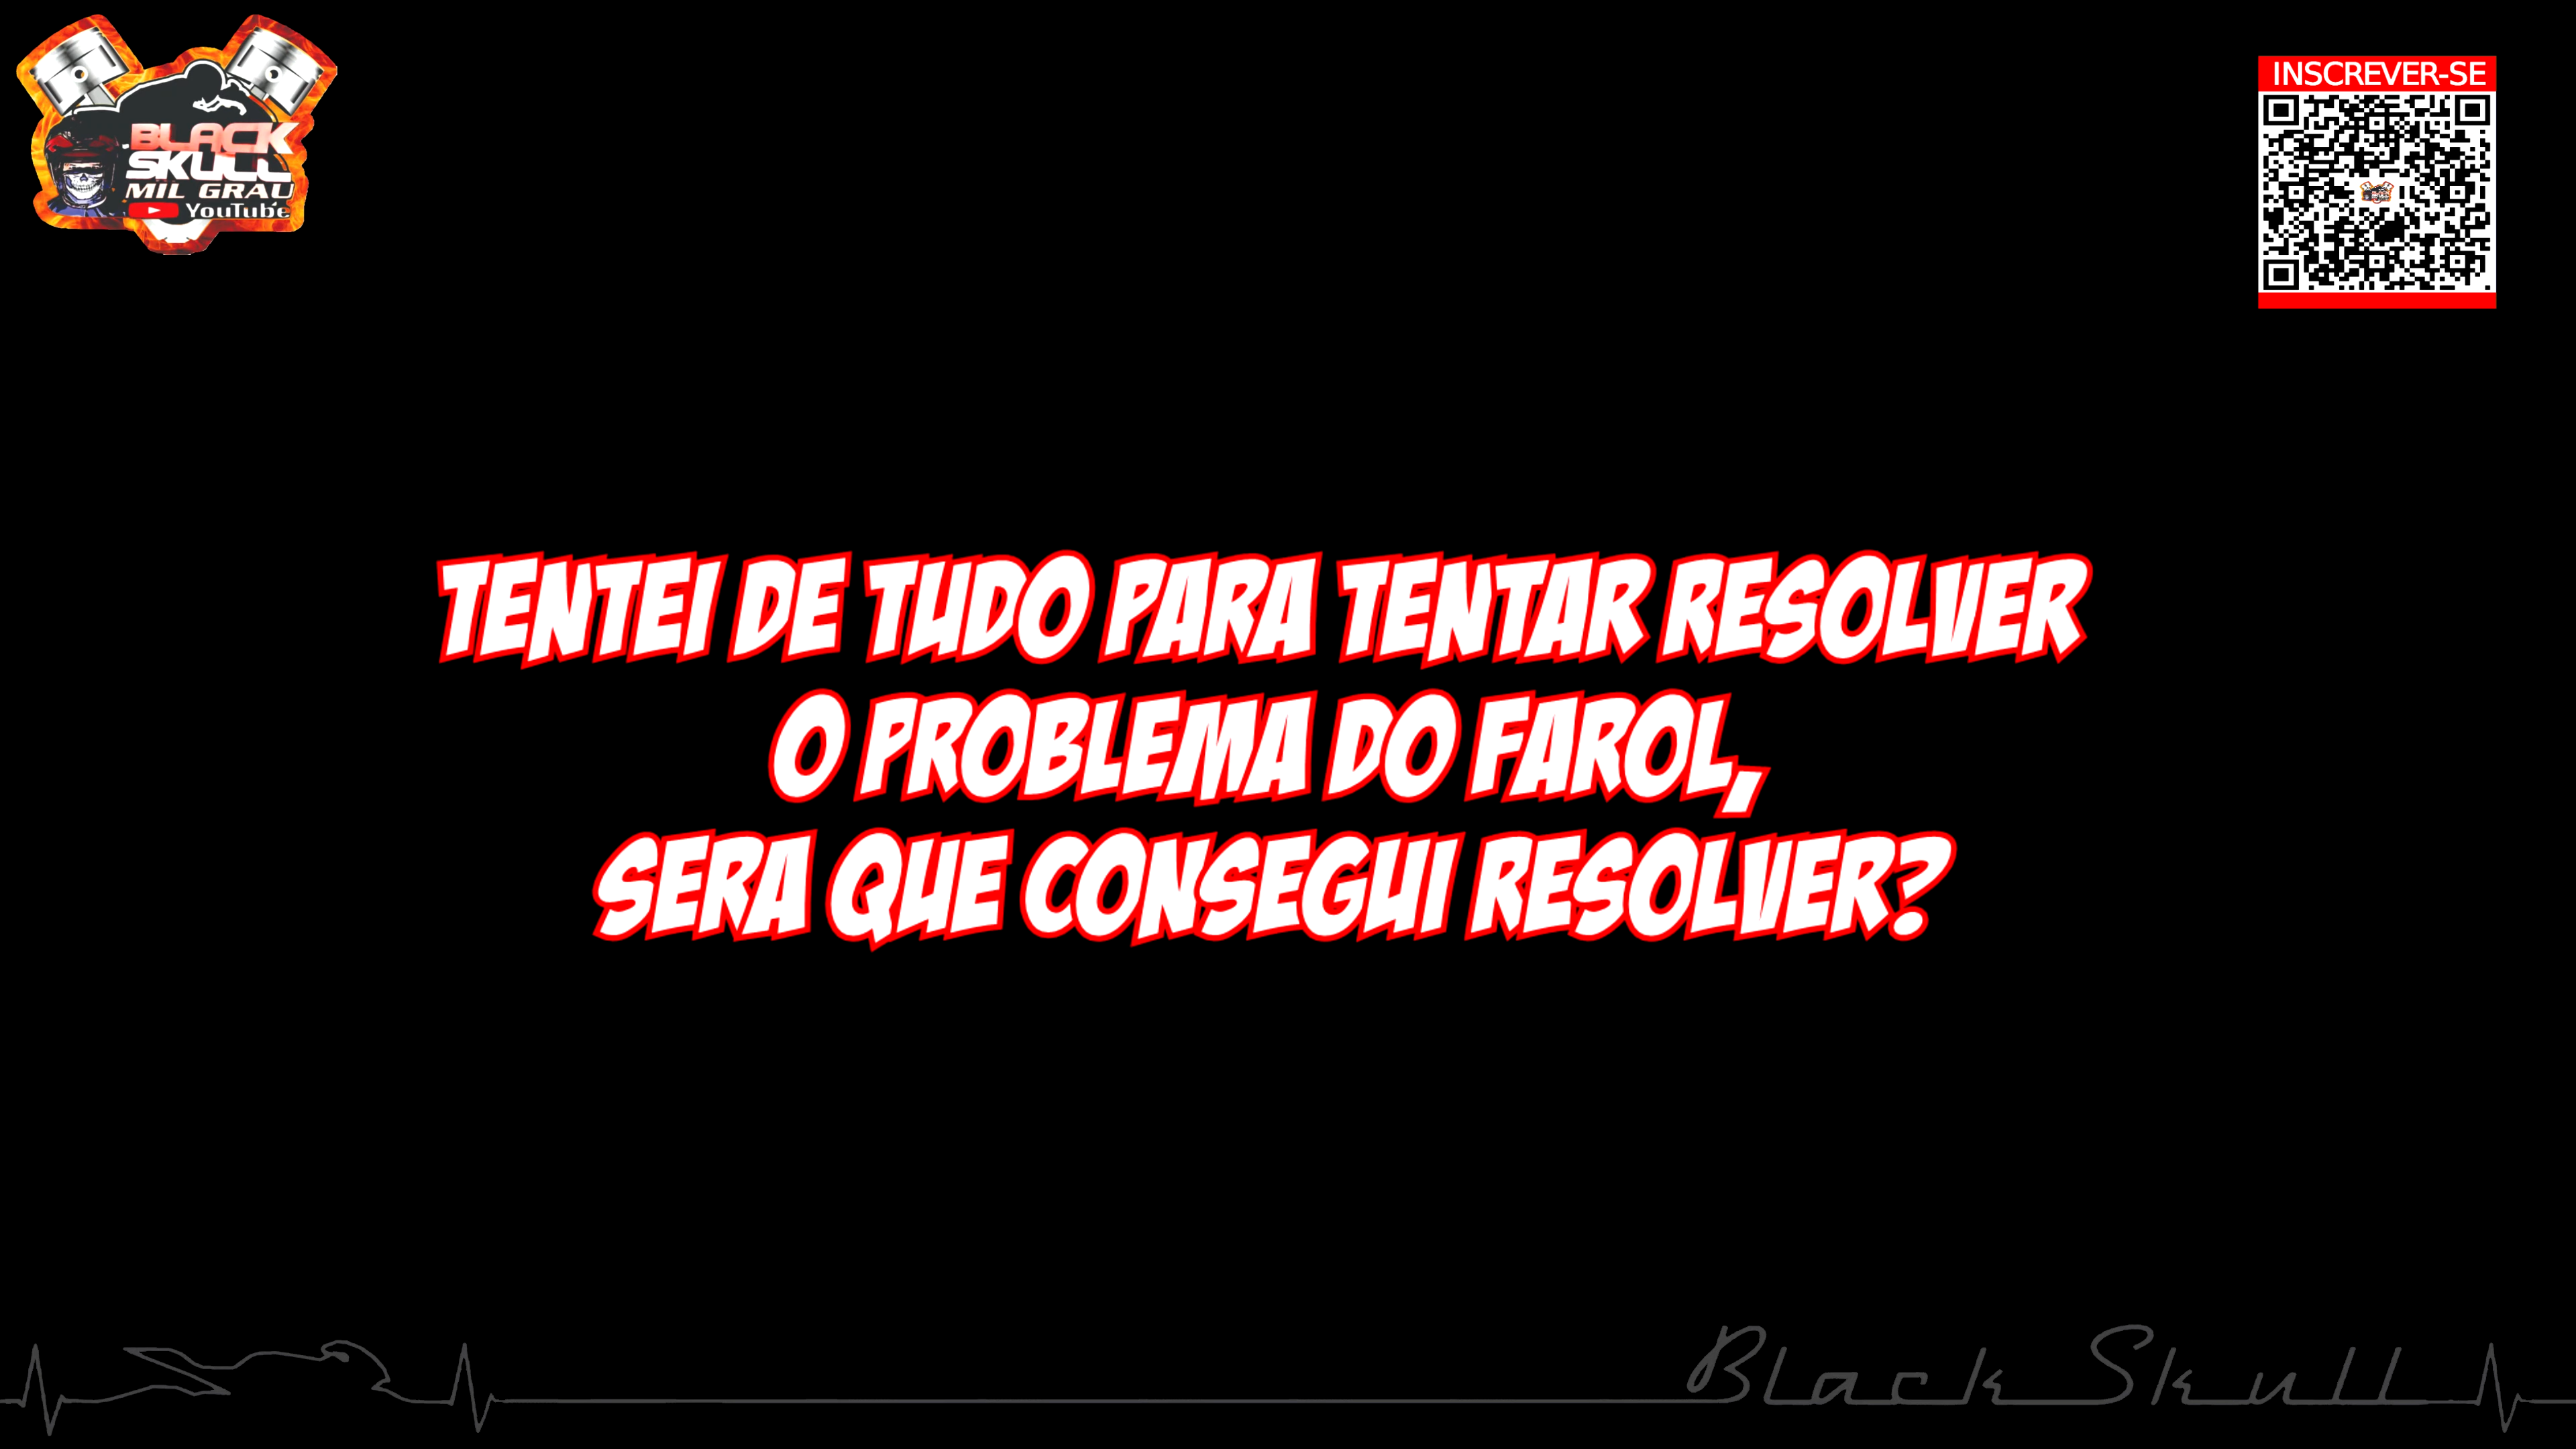 BLACK
SKULL
MIL GRAU
YouTube
INSCREVER-SE
TENTEI DE TUDO PARA TENTAR RESOLVER
O PROBLEMA DO FAROL,
SERA QUE CONSEGUI RESOLVER?
Black Skull